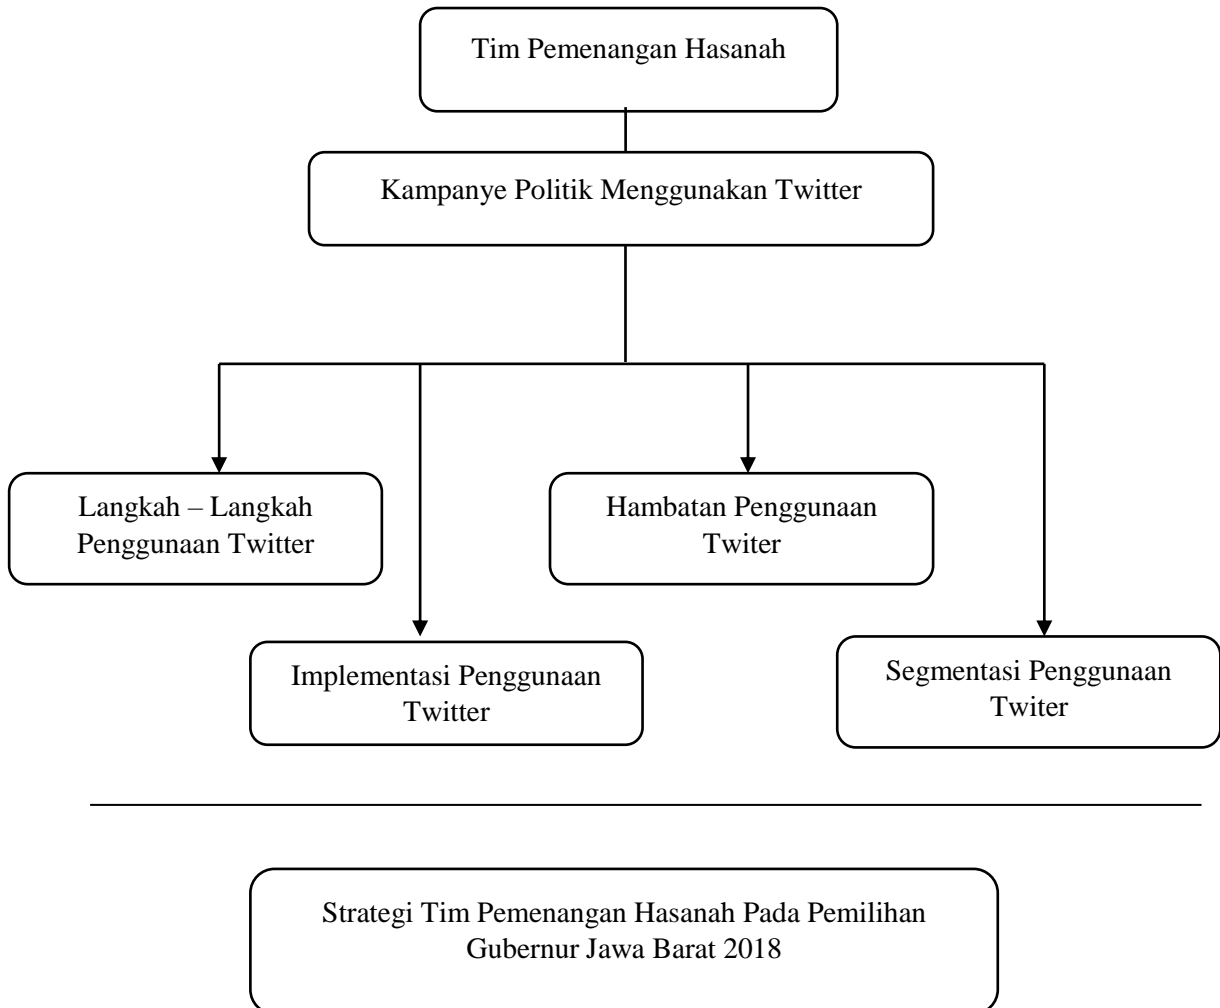 Tim Pemenangan Hasanah
Kampanye Politik Menggunakan Twitter
Langkah – Langkah
Penggunaan Twitter
Hambatan Penggunaan
Twiter
Implementasi Penggunaan
Twitter
Segmentasi Penggunaan
Twiter
Strategi Tim Pemenangan Hasanah Pada Pemilihan
Gubernur Jawa Barat 2018